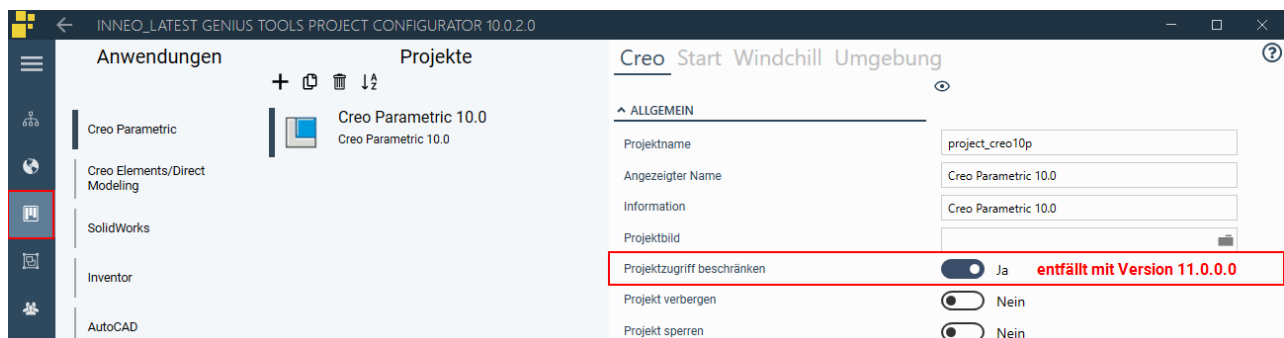 INNEO_LATEST GENIUS TOOLS PROJECT CONFIGURATOR 10.0.2.0
Anwendungen
Creo Parametric
Creo Elements/Direct
Modeling
SolidWorks
Inventor
AutoCAD
Projekte
Creo Parametric 10.0
Creo Parametric 10.0
Creo Start Windchill Umgebung
ALLGEMEIN
Projektname project_creo10p
Angezeigter Name Creo Parametric 10.0
Information Creo Parametric 10.0
Projektbild
Projektzugriff beschränken Ja entfällt mit Version 11.0.0.0
Projekt verbergen Nein
Projekt sperren Nein